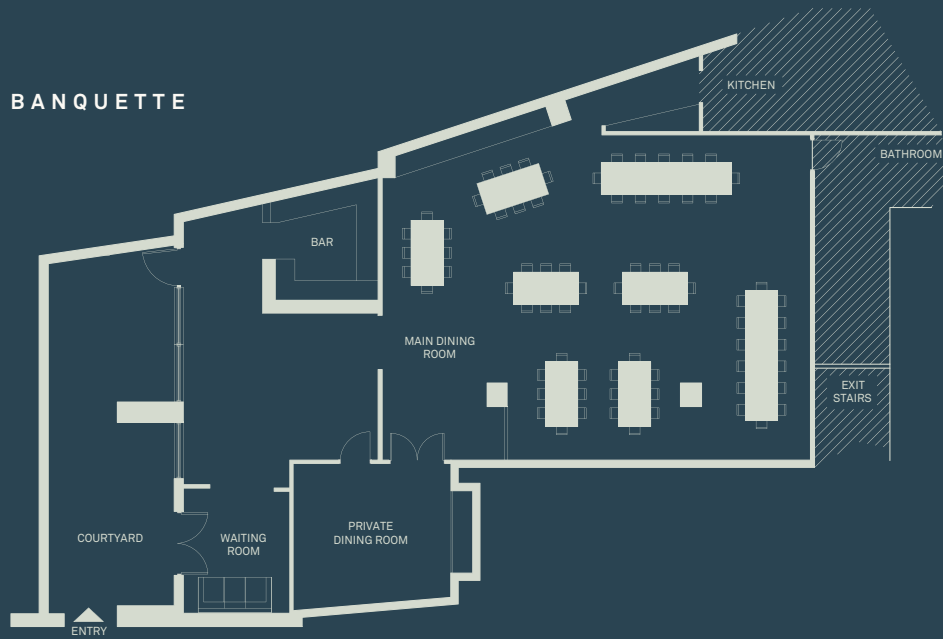 BANQUETTE
KITCHEN
BATHROOM
BAR
MAIN DINING
ROOM
EXIT
STAIRS
COURTYARD
WAITING
ROOM
PRIVATE
DINING ROOM
ENTRY